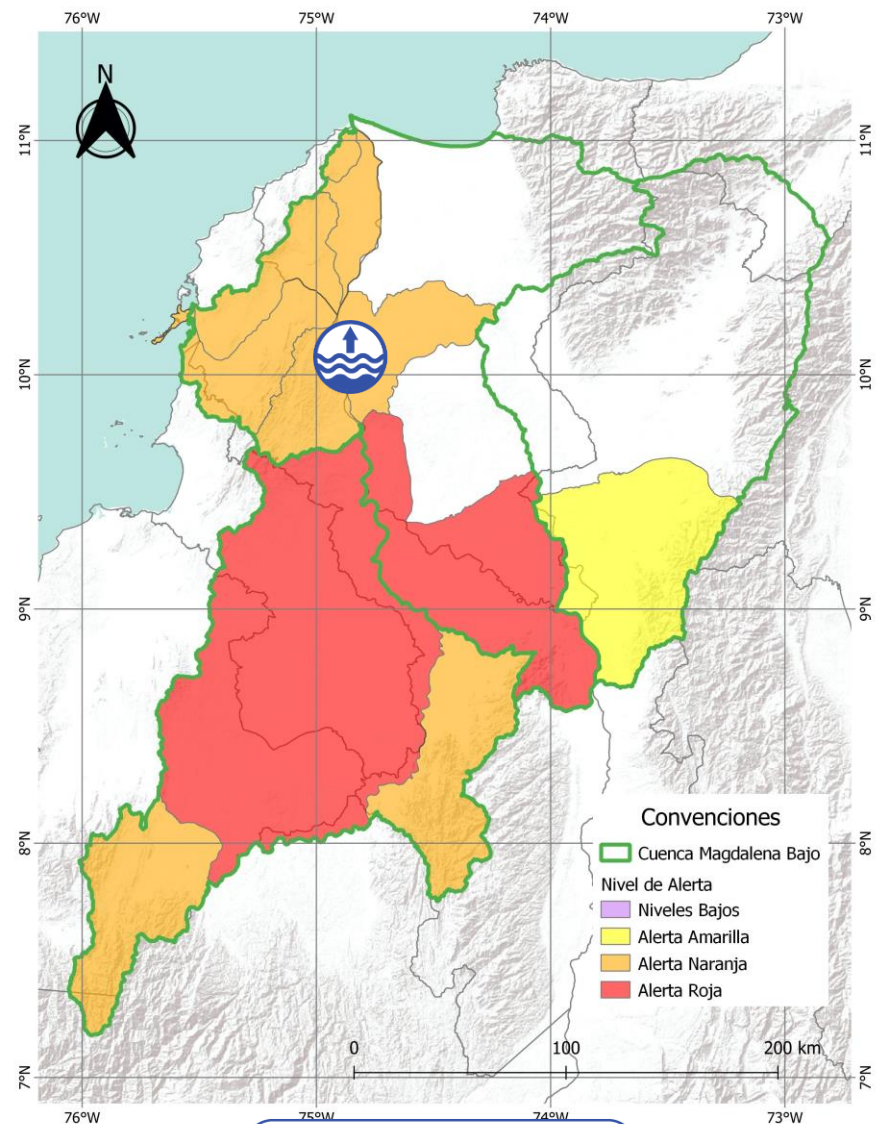 76°W 75°W 74°W 73°W
N
11°N 11°N
10°N 10°N
9°N 9°N
8°N 8°N
7°N 7°N
Convenciones
Cuenca Magdalena Bajo
Nivel de Alerta
Niveles Bajos
Alerta Amarilla
Alerta Naranja
Alerta Roja
0 100 200 km
76°W 75°W 74°W 73°W